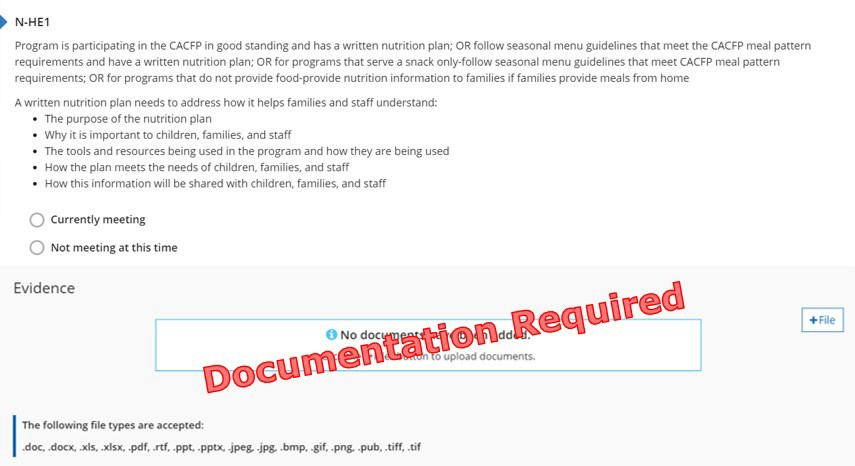 N-HE1
Program is participating in the CACFP in good standing and has a written nutrition plan; OR follow seasonal menu guidelines that meet the CACFP meal pattern
requirements and have a written nutrition plan; OR for programs that serve a snack only-follow seasonal menu guidelines that meet CACFP meal pattern
requirements; OR for programs that do not provide food-provide nutrition information to families if families provide meals from home
A written nutrition plan needs to address how it helps families and staff understand:
• The purpose of the nutrition plan
• Why it is important to children, families, and staff
• The tools and resources being used in the program and how they are being used
• How the plan meets the needs of children, families, and staff
• How this information will be shared with children, families, and staff
Currently meeting
Not meeting at this time
Evidence
+File
No documents have been added.
button to upload documents.
Documentation Required
The following file types are accepted:
.doc, .docx, .xls, .xlsx, .pdf, .rtf, .ppt, .pptx, .jpeg, .jpg, .bmp, .gif, .png, .pub, .tiff, .tif